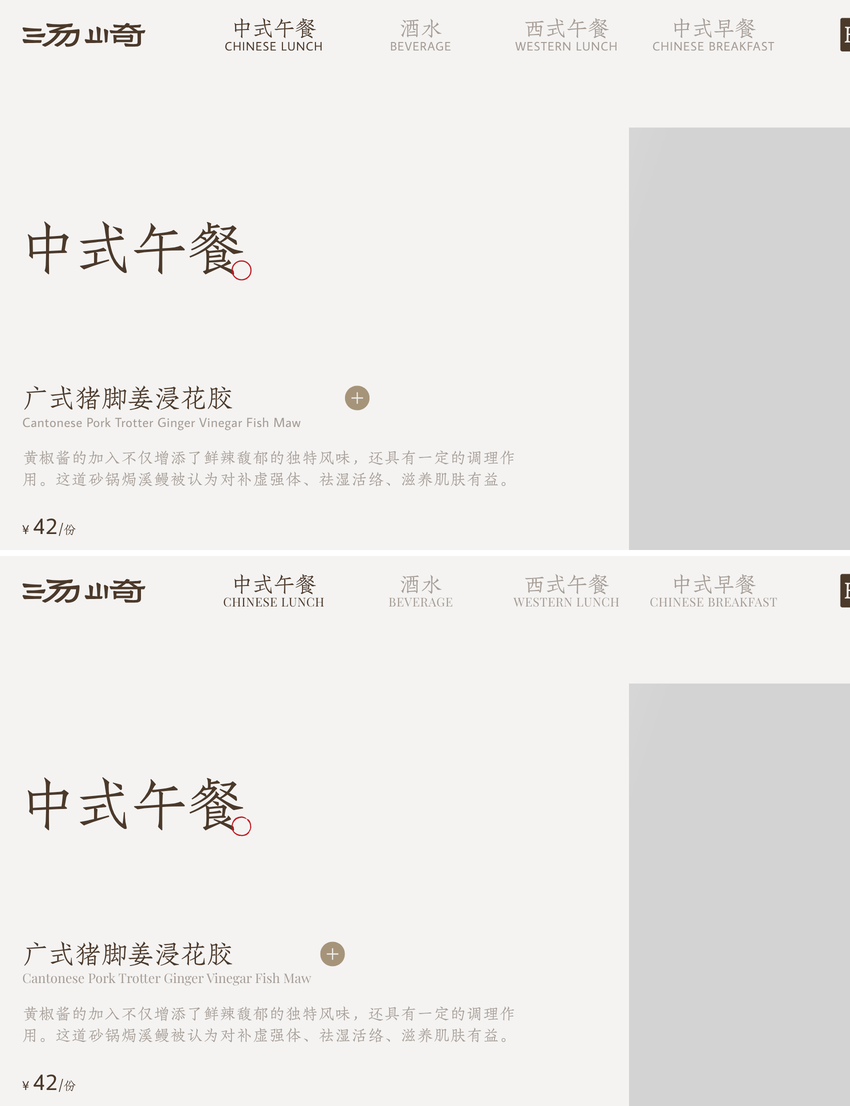 三汤山奇
中式午餐 酒水 西式午餐 中式早餐
CHINESE LUNCH BEVERAGE WESTERN LUNCH CHINESE BREAKFAST
中式午餐
广式猪脚姜浸花胶
Cantonese Pork Trotter Ginger Vinegar Fish Maw
黄椒酱的加入不仅增添了鲜辣馥郁的独特风味，还具有一定的调理作
用。这道砂锅焗溪鳗被认为对补虚强体、祛湿活络、滋养肌肤有益。
¥ 42/份
三汤山奇
中式午餐 酒水 西式午餐 中式早餐
CHINESE LUNCH BEVERAGE WESTERN LUNCH CHINESE BREAKFAST
中式午餐
广式猪脚姜浸花胶
Cantonese Pork Trotter Ginger Vinegar Fish Maw
黄椒酱的加入不仅增添了鲜辣馥郁的独特风味，还具有一定的调理作
用。这道砂锅焗溪鳗被认为对补虚强体、祛湿活络、滋养肌肤有益。
¥ 42/份